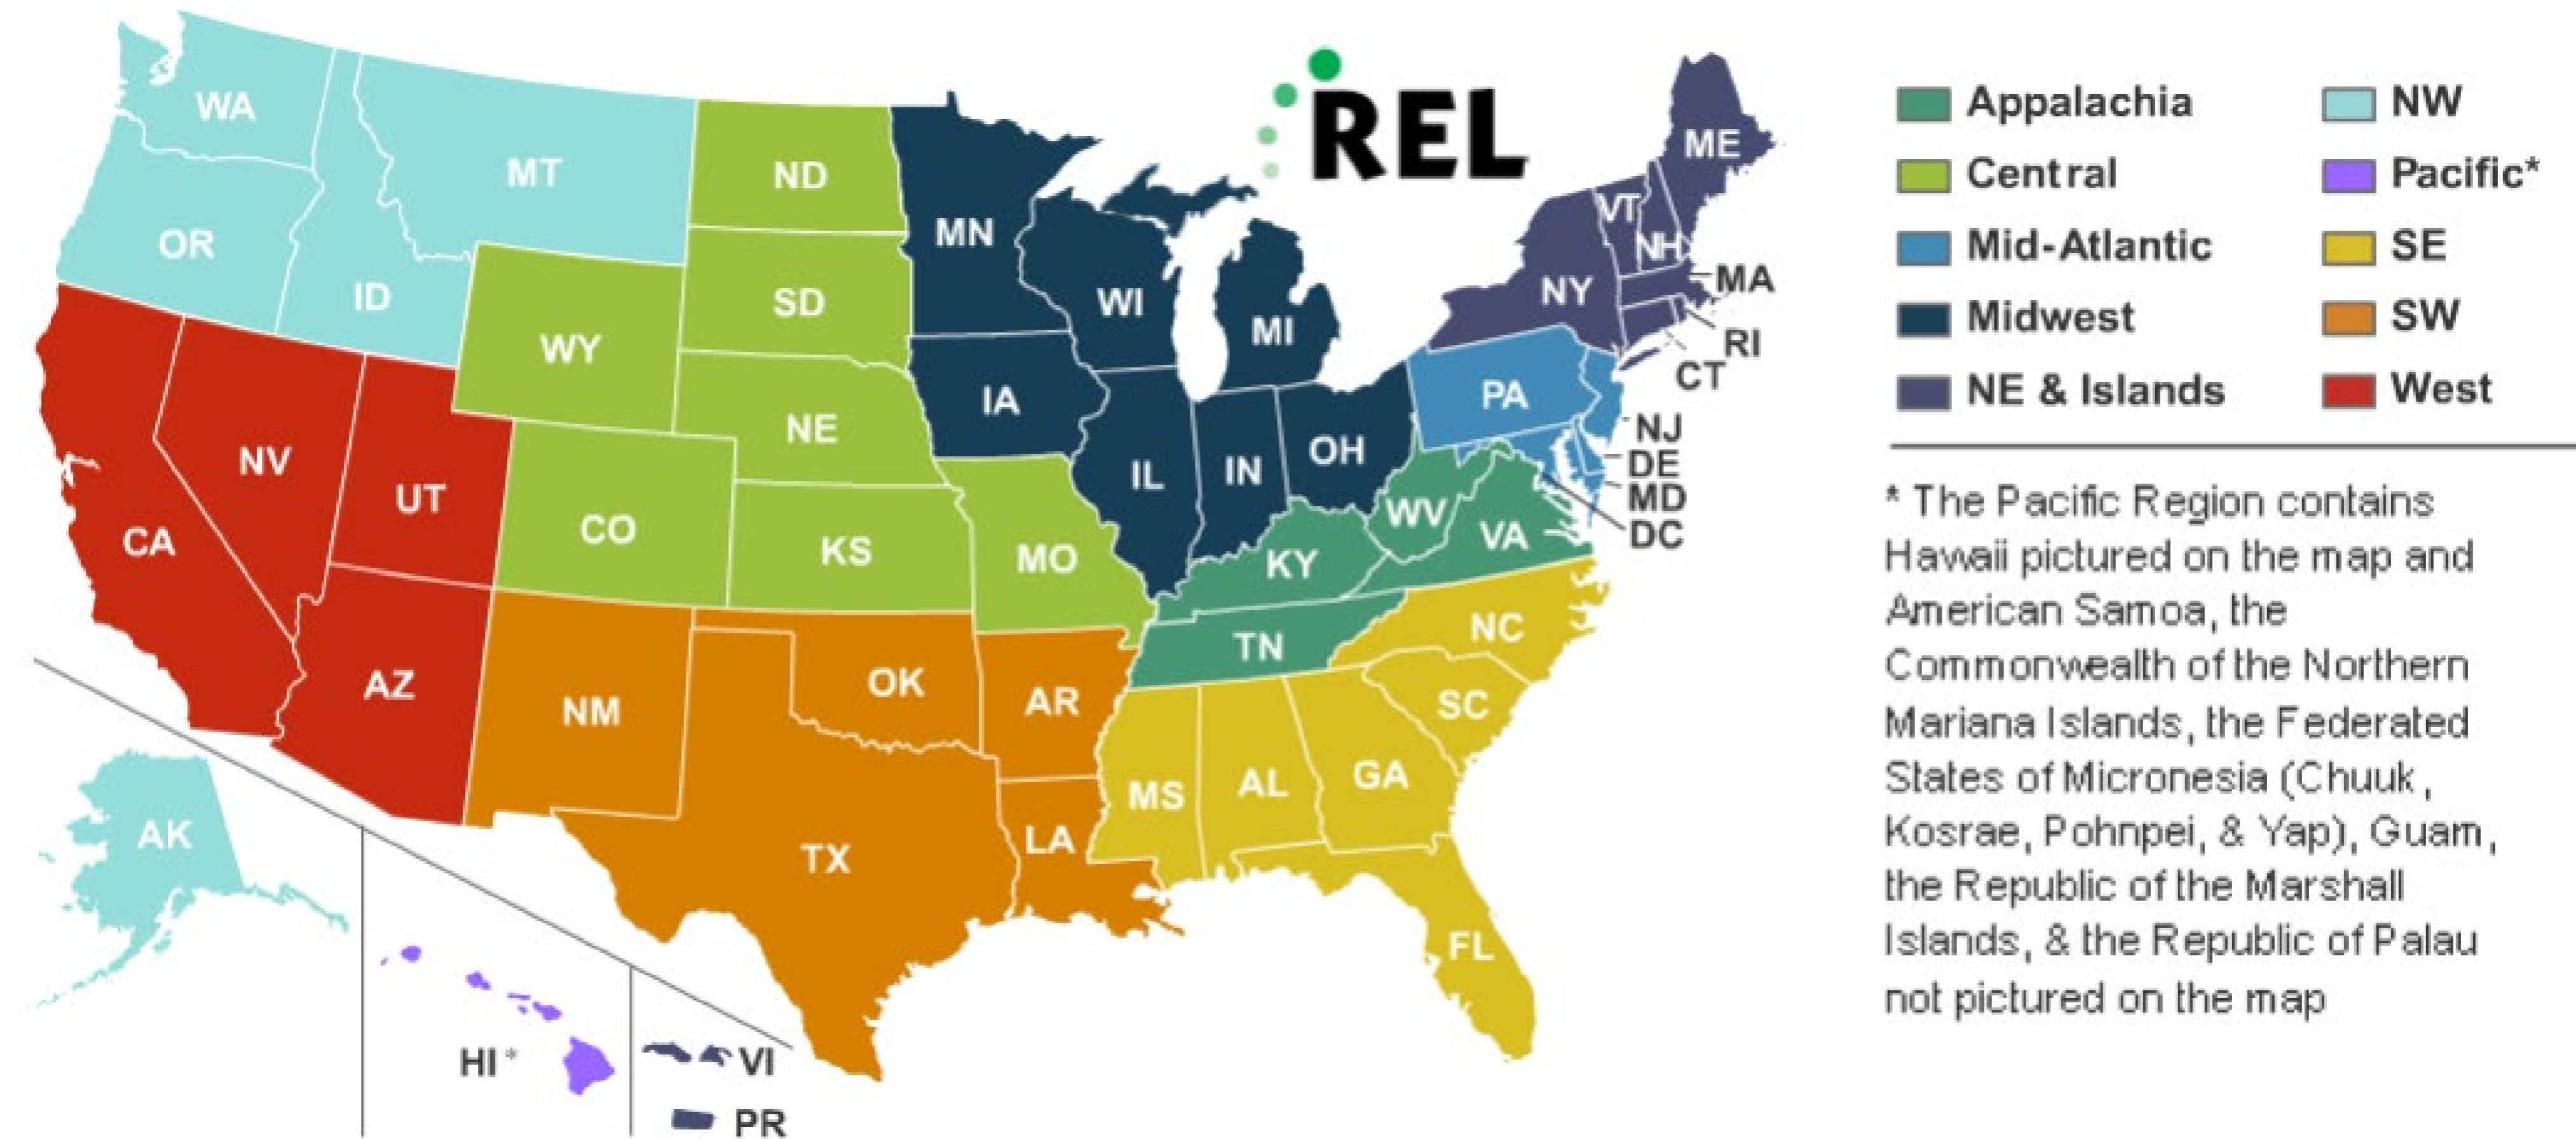 REL
WA
MT
ND
MN
ME
VT
NH
OR
ID
SD
WI
MI
NY
MA
RI
CT
WY
NE
IA
PA
NJ
DE
MD
DC
NV
UT
CA
CO
KS
MO
IL
IN
OH
WV
VA
KY
TN
NC
AZ
NM
OK
AR
SC
MS
AL
GA
TX
LA
FL
AK
HI*
VI
PR
Appalachia
Central
Mid-Atlantic
Midwest
NE & Islands
NW
Pacific*
SE
SW
West
* The Pacific Region contains
Hawaii pictured on the map and
American Samoa, the
Commonwealth of the Northern
Mariana Islands, the Federated
States of Micronesia (Chuuk,
Kosrae, Pohnpei, & Yap), Guam,
the Republic of the Marshall
Islands, & the Republic of Palau
not pictured on the map